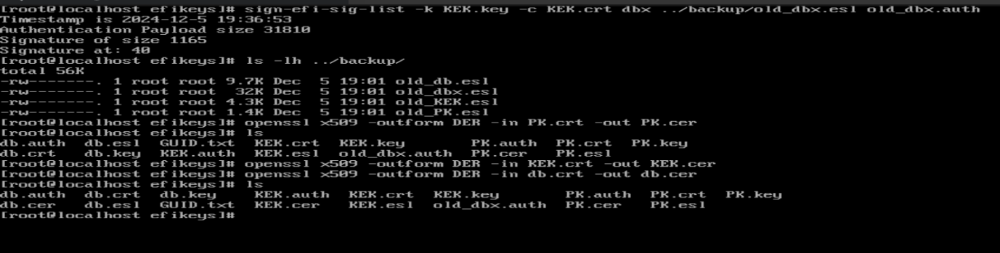 [root@localhost efikeys]# sign-efi-sig-list -k KEK.key -c KEK.crt dbx ../backup/old_dbx.esl old_dbx.auth
Timestamp is 2024-12-5 19:36:53
Authentication Payload size 31810
Signature of size 1165
Signature at: 40
[root@localhost efikeys]# ls -lh ../backup/
total 56K
-rw-------. 1 root root 9.7K Dec  5 19:01 old_db.esl
-rw-------. 1 root root  32K Dec  5 19:01 old_dbx.esl
-rw-------. 1 root root 4.3K Dec  5 19:01 old_KEK.esl
-rw-------. 1 root root 1.4K Dec  5 19:01 old_PK.esl
[root@localhost efikeys]# openssl x509 -outform DER -in PK.crt -out PK.cer
[root@localhost efikeys]# ls
db.auth  db.esl  GUID.txt  KEK.crt  KEK.key       PK.auth  PK.crt  PK.key
db.crt   db.key  KEK.auth  KEK.esl  old_dbx.auth  PK.cer   PK.esl
[root@localhost efikeys]# openssl x509 -outform DER -in KEK.crt -out KEK.cer
[root@localhost efikeys]# openssl x509 -outform DER -in db.crt -out db.cer
[root@localhost efikeys]# ls
db.auth  db.crt  db.key    KEK.auth  KEK.crt  KEK.key       PK.auth  PK.crt  PK.key
db.cer   db.esl  GUID.txt  KEK.cer   KEK.esl  old_dbx.auth  PK.cer   PK.esl
[root@localhost efikeys]#